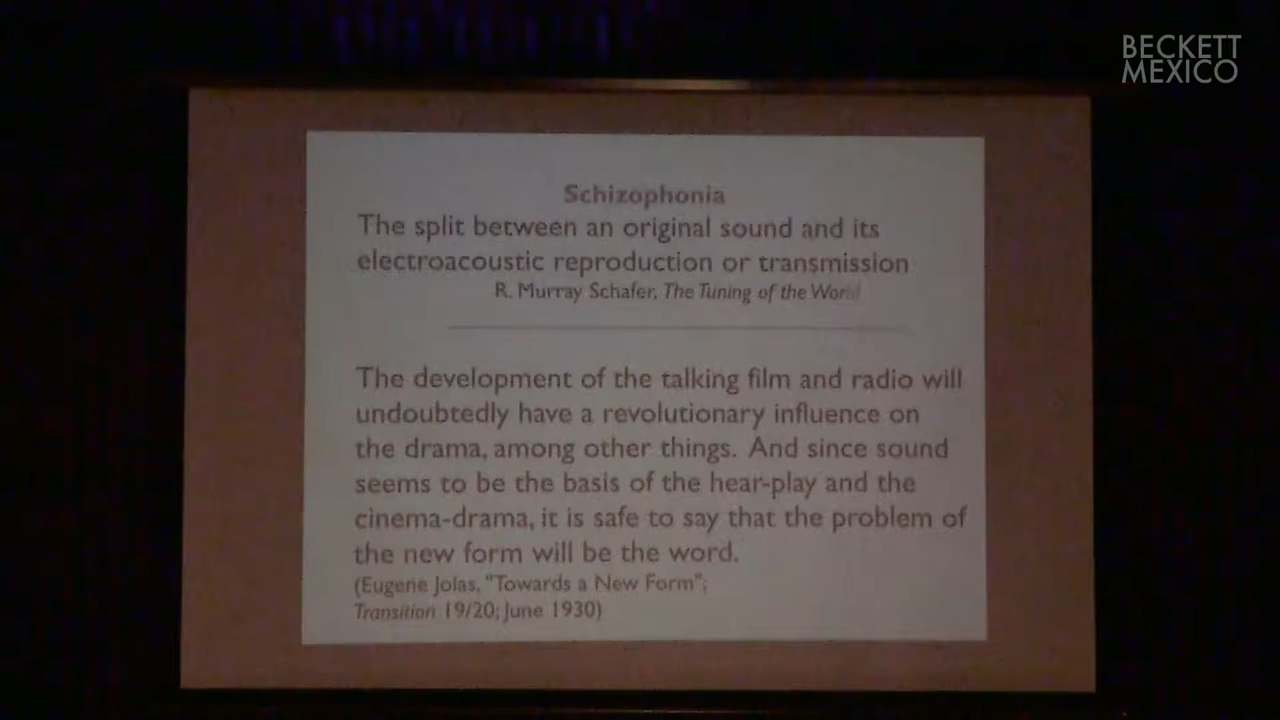 BECKETT
MEXICO
Schizophonia
The split between an original sound and its
electroacoustic reproduction or transmission
R. Murray Schafer, The Tuning of the World
The development of the talking film and radio will
undoubtedly have a revolutionary influence on
the drama, among other things. And since sound
seems to be the basis of the hear-play and the
cinema-drama, it is safe to say that the problem of
the new form will be the word.
(Eugene Jolas, "Towards a New Form";
Transition 19/20; June 1930)